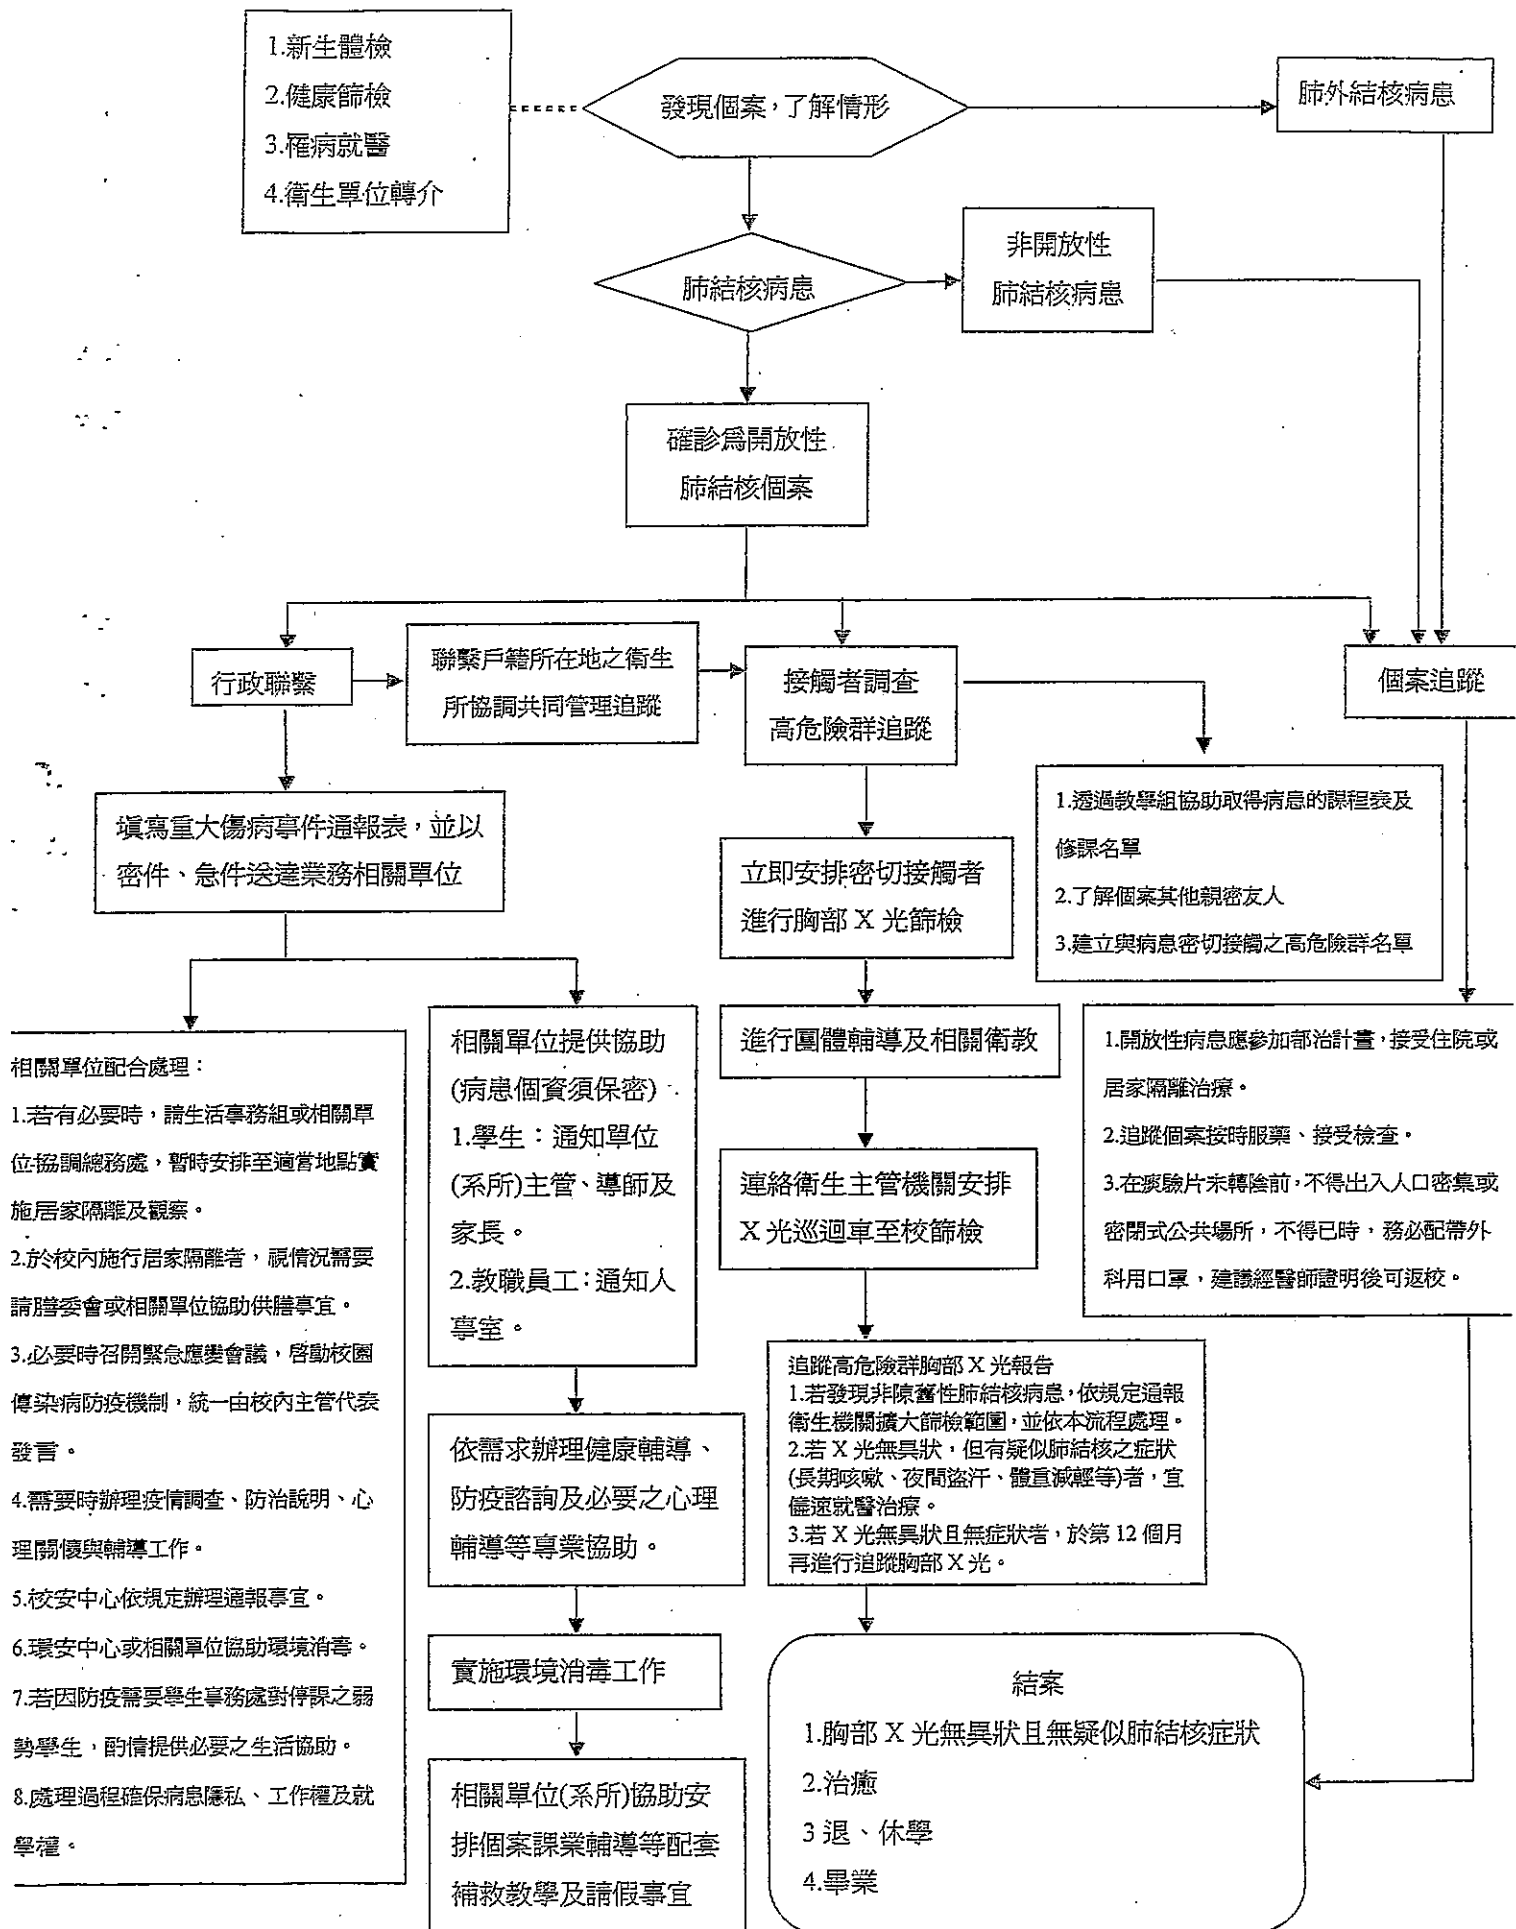 1.新生體檢
2.健康篩檢
3.罹病就醫
4.衛生單位轉介
發現個案，了解情形
肺外結核病患
肺結核病患
非開放性
肺結核病患
確診為開放性
肺結核個案
行政聯繫
聯繫戶籍所在地之衛生
所協調共同管理追蹤
接觸者調查
高危險群追蹤
個案追蹤
填寫重大傷病事件通報表，並以
密件、急件送達業務相關單位
立即安排密切接觸者
進行胸部 X 光篩檢
1.透過教學組協助取得病患的課程表及
修課名單
2.了解個案其他親密友人
3.建立與病患密切接觸之高危險群名單
相關單位配合處理：
1.若有必要時，請生活事務組或相關單
位協調總務處，暫時安排至適當地點實
施居家隔離及觀察。
2.於校內施行居家隔離者，視情況需要
請膳委會或相關單位協助供膳事宜。
3.必要時召開緊急應變會議，啓動校園
傳染病防疫機制，統一由校內主管代表
發言。
4.需要時辦理疫情調查、防治說明、心
理關懷與輔導工作。
5.校安中心依規定辦理通報事宜。
6.環安中心或相關單位協助環境消毒。
7.若因防疫需要學生事務處對停課之弱
勢學生，酌情提供必要之生活協助。
8.處理過程確保病患隱私、工作權及就
學權。
相關單位提供協助
(病患個資須保密)
1.學生：通知單位
(系所)主管、導師及
家長。
2.教職員工：通知人
事室。
依需求辦理健康輔導、
防疫諮詢及必要之心理
輔導等專業協助。
實施環境消毒工作
相關單位(系所)協助安
排個案課業輔導等配套
補救教學及請假事宜
進行團體輔導及相關衛教
連絡衛生主管機關安排
X 光巡迴車至校篩檢
追蹤高危險群胸部 X 光報告
1.若發現非陳舊性肺結核病患，依規定通報
衛生機關擴大篩檢範圍，並依本流程處理。
2.若 X 光無異狀，但有疑似肺結核之症狀
(長期咳嗽、夜間盜汗、體重減輕等)者，宜
儘速就醫治療。
3.若 X 光無異狀且無症狀者，於第 12 個月
再進行追蹤胸部 X 光。
1.開放性病患應參加都治計畫，接受住院或
居家隔離治療。
2.追蹤個案按時服藥、接受檢查。
3.在痰驗片未轉陰前，不得出入人口密集或
密閉式公共場所，不得已時，務必配帶外
科用口罩，建議經醫師證明後可返校。
結案
1.胸部 X 光無異狀且無疑似肺結核症狀
2.治癒
3 退、休學
4.畢業